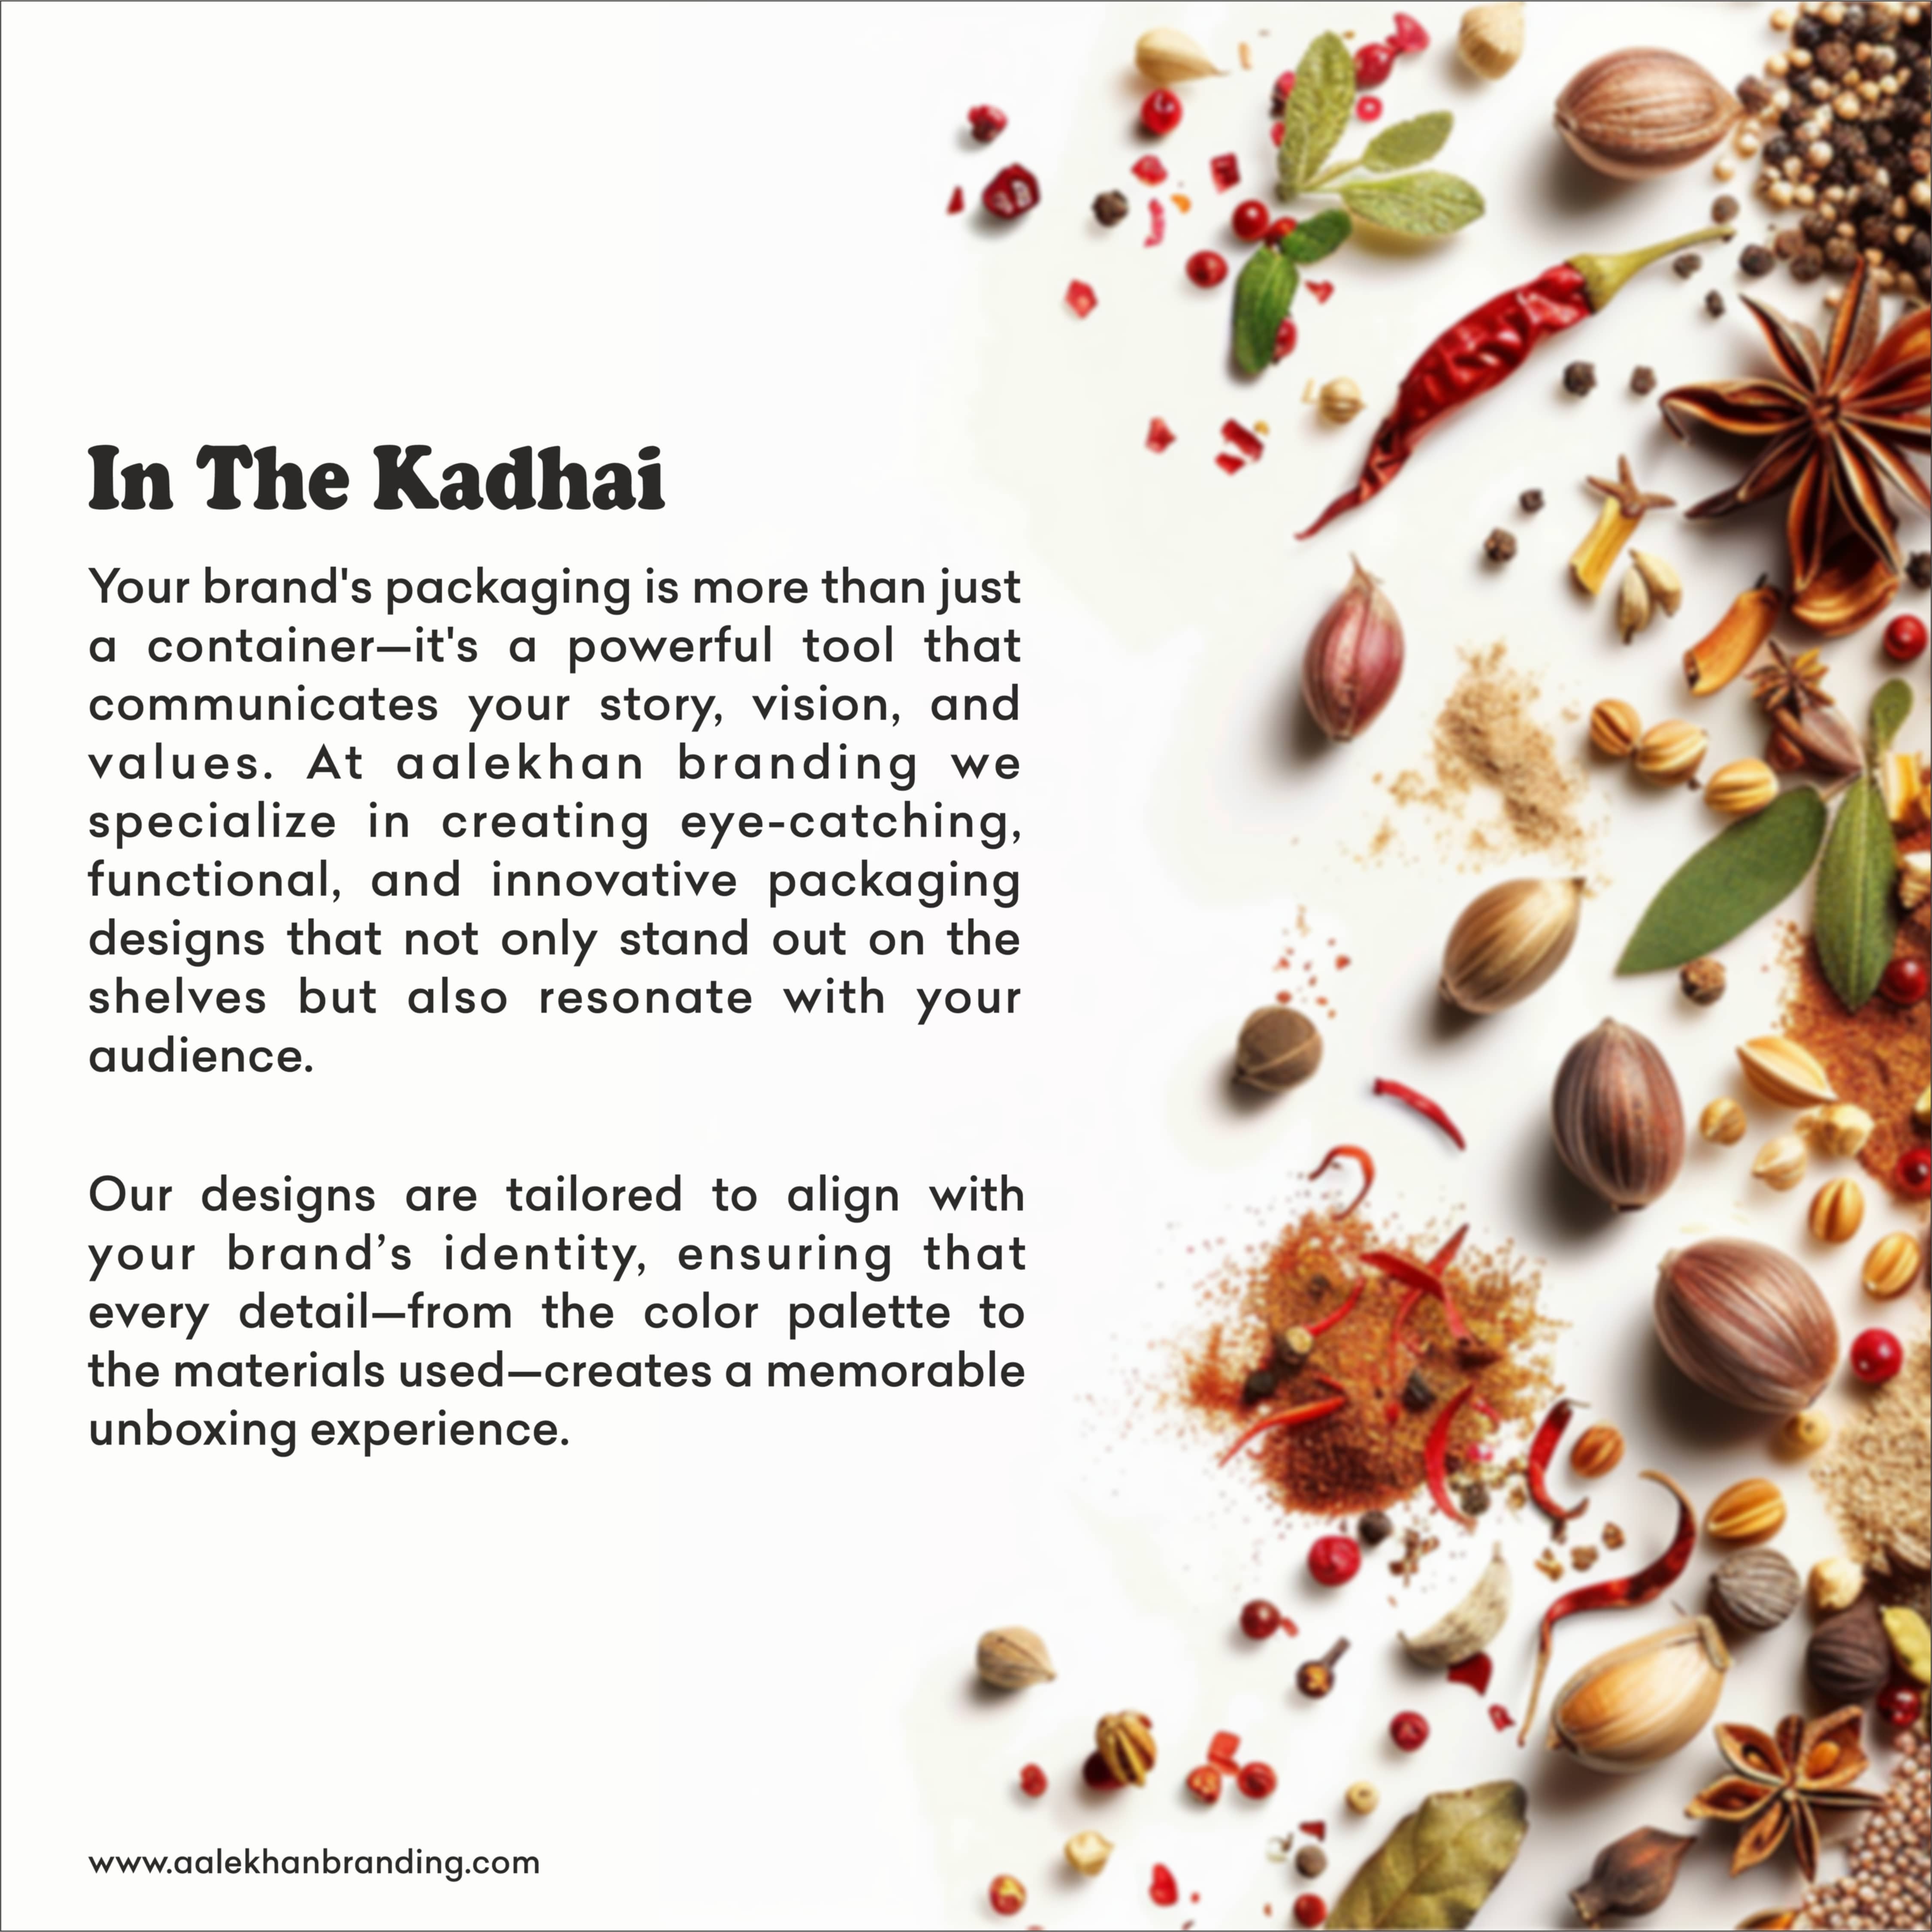 In The Kadhai
Your brand's packaging is more than just
a container—it's a powerful tool that
communicates your story, vision, and
values. At aalekhan branding we
specialize in creating eye-catching,
functional, and innovative packaging
designs that not only stand out on the
shelves but also resonate with your
audience.
Our designs are tailored to align with
your brand’s identity, ensuring that
every detail—from the color palette to
the materials used—creates a memorable
unboxing experience.
www.aalekhanbranding.com